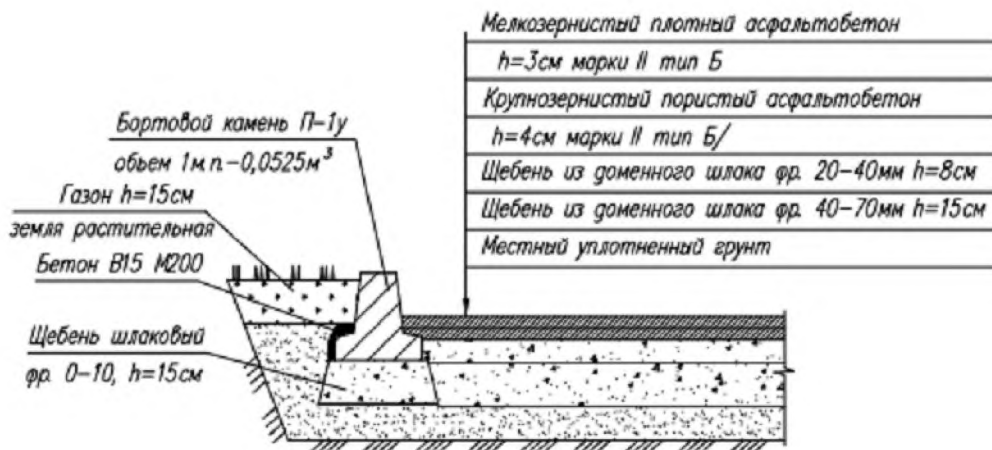 Мелкозернистый плотный асфальтобетон
h=3см марки II тип Б
Крупнозернистый пористый асфальтобетон
h=4см марки II тип Б/
Щебень из доменного шлака фр. 20-40мм h=8см
Щебень из доменного шлака фр. 40-70мм h=15см
Местный уплотненный грунт
Бортовой камень П-1у
объем 1м.п.-0,0525м³
Газон h=15см
земля растительная
Бетон В15 М200
Щебень шлаковый
фр. 0-10, h=15см